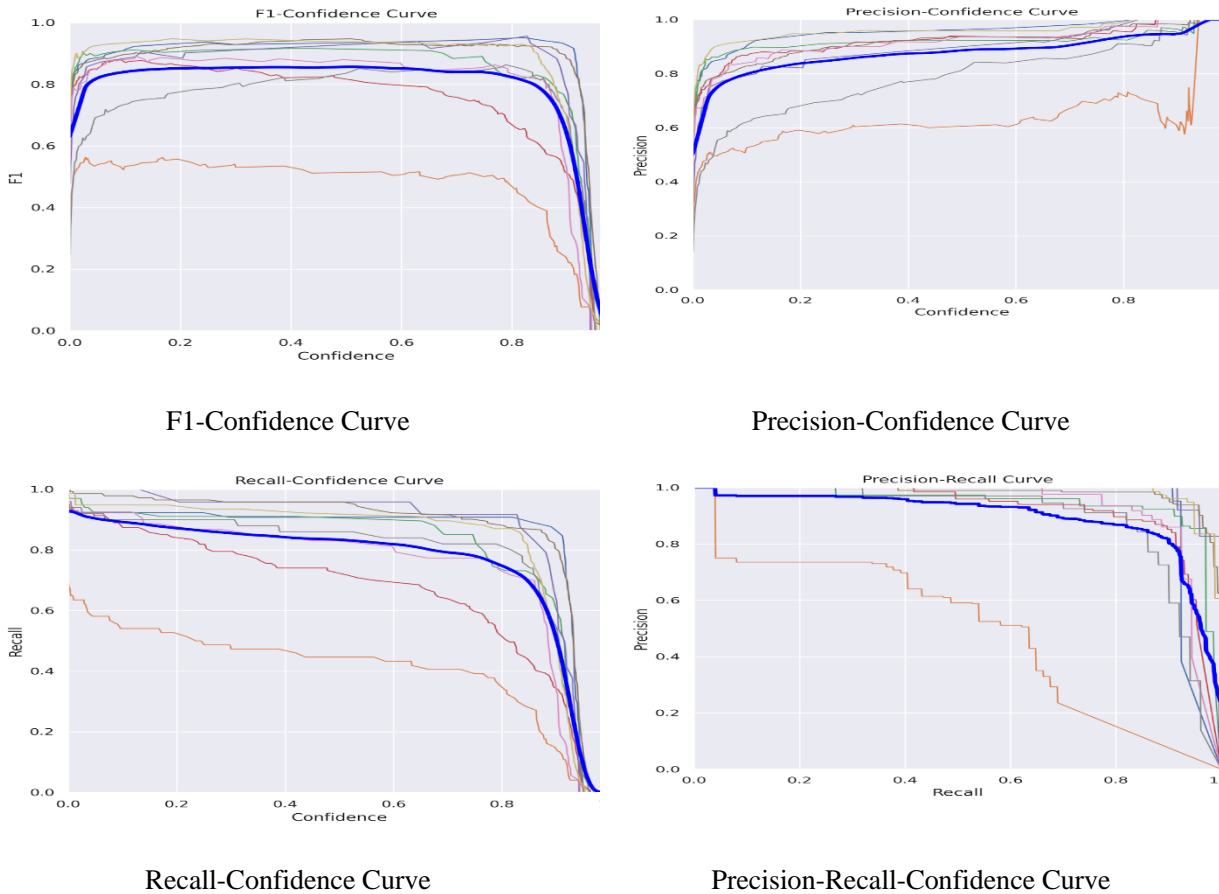 F1-Confidence Curve
1.0
0.8
0.6
0.4
0.2
0.0
F1
0.0 0.2 0.4 0.6 0.8
Confidence
Precision-Confidence Curve
1.0
0.8
0.6
0.4
0.2
0.0
Precision
0.0 0.2 0.4 0.6 0.8
Confidence
F1-Confidence Curve
Precision-Confidence Curve
Recall-Confidence Curve
1.0
0.8
0.6
0.4
0.2
0.0
Recall
0.0 0.2 0.4 0.6 0.8
Confidence
Precision-Recall Curve
1.0
0.8
0.6
0.4
0.2
0.0
Precision
0.0 0.2 0.4 0.6 0.8 1.
Recall
Recall-Confidence Curve
Precision-Recall-Confidence Curve